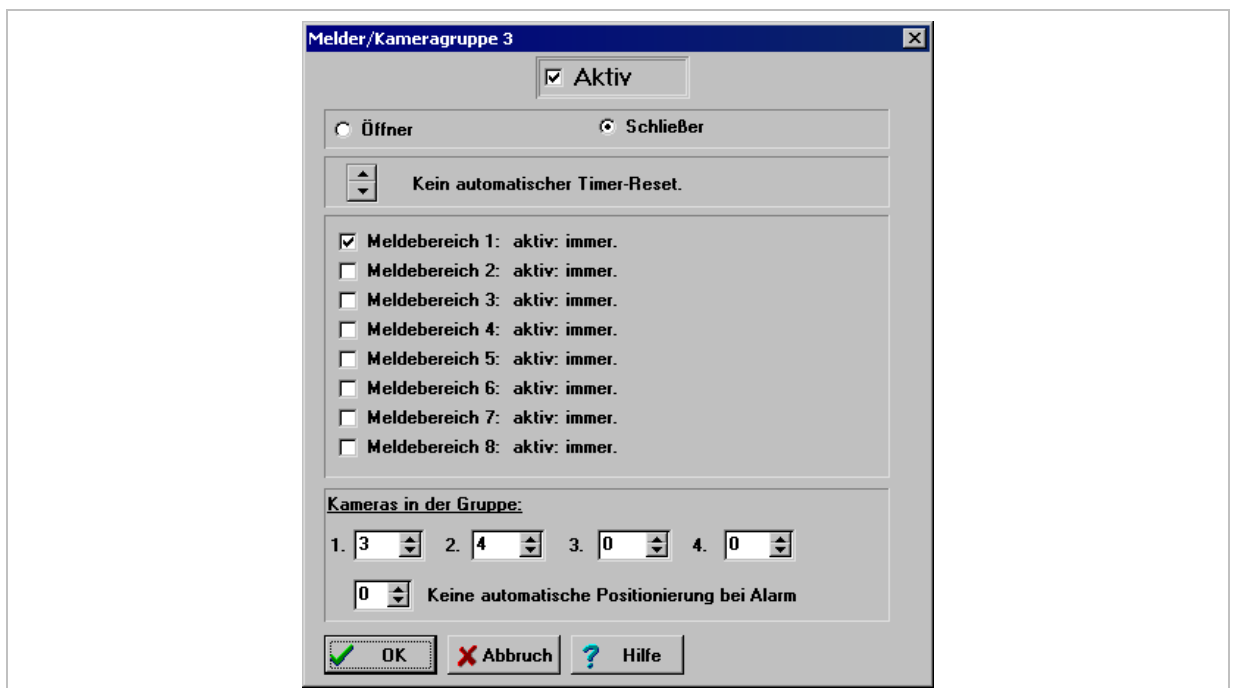 Melder/Kameragruppe 3
Aktiv
Öffner Schließer
Kein automatischer Timer-Reset.
Meldebereich 1: aktiv: immer.
Meldebereich 2: aktiv: immer.
Meldebereich 3: aktiv: immer.
Meldebereich 4: aktiv: immer.
Meldebereich 5: aktiv: immer.
Meldebereich 6: aktiv: immer.
Meldebereich 7: aktiv: immer.
Meldebereich 8: aktiv: immer.
Kameras in der Gruppe:
1. 3 2. 4 3. 0 4. 0
0 Keine automatische Positionierung bei Alarm
OK Abbruch ? Hilfe